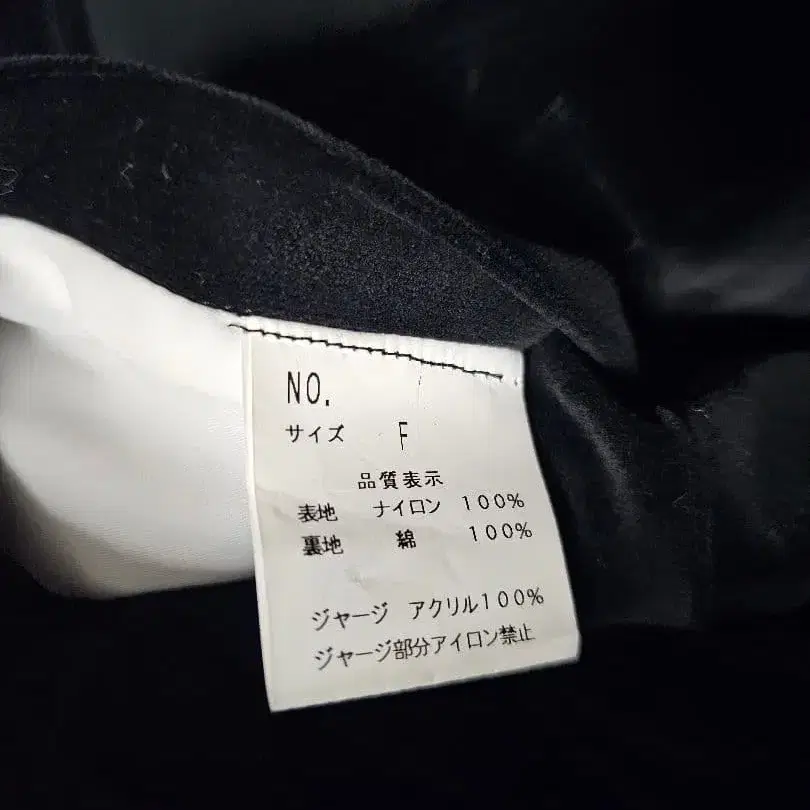 NO.
サイズ F
品質表示
表地 ナイロン 100%
裏地 綿 100%
ジャージ アクリル100%
ジャージ部分アイロン禁止